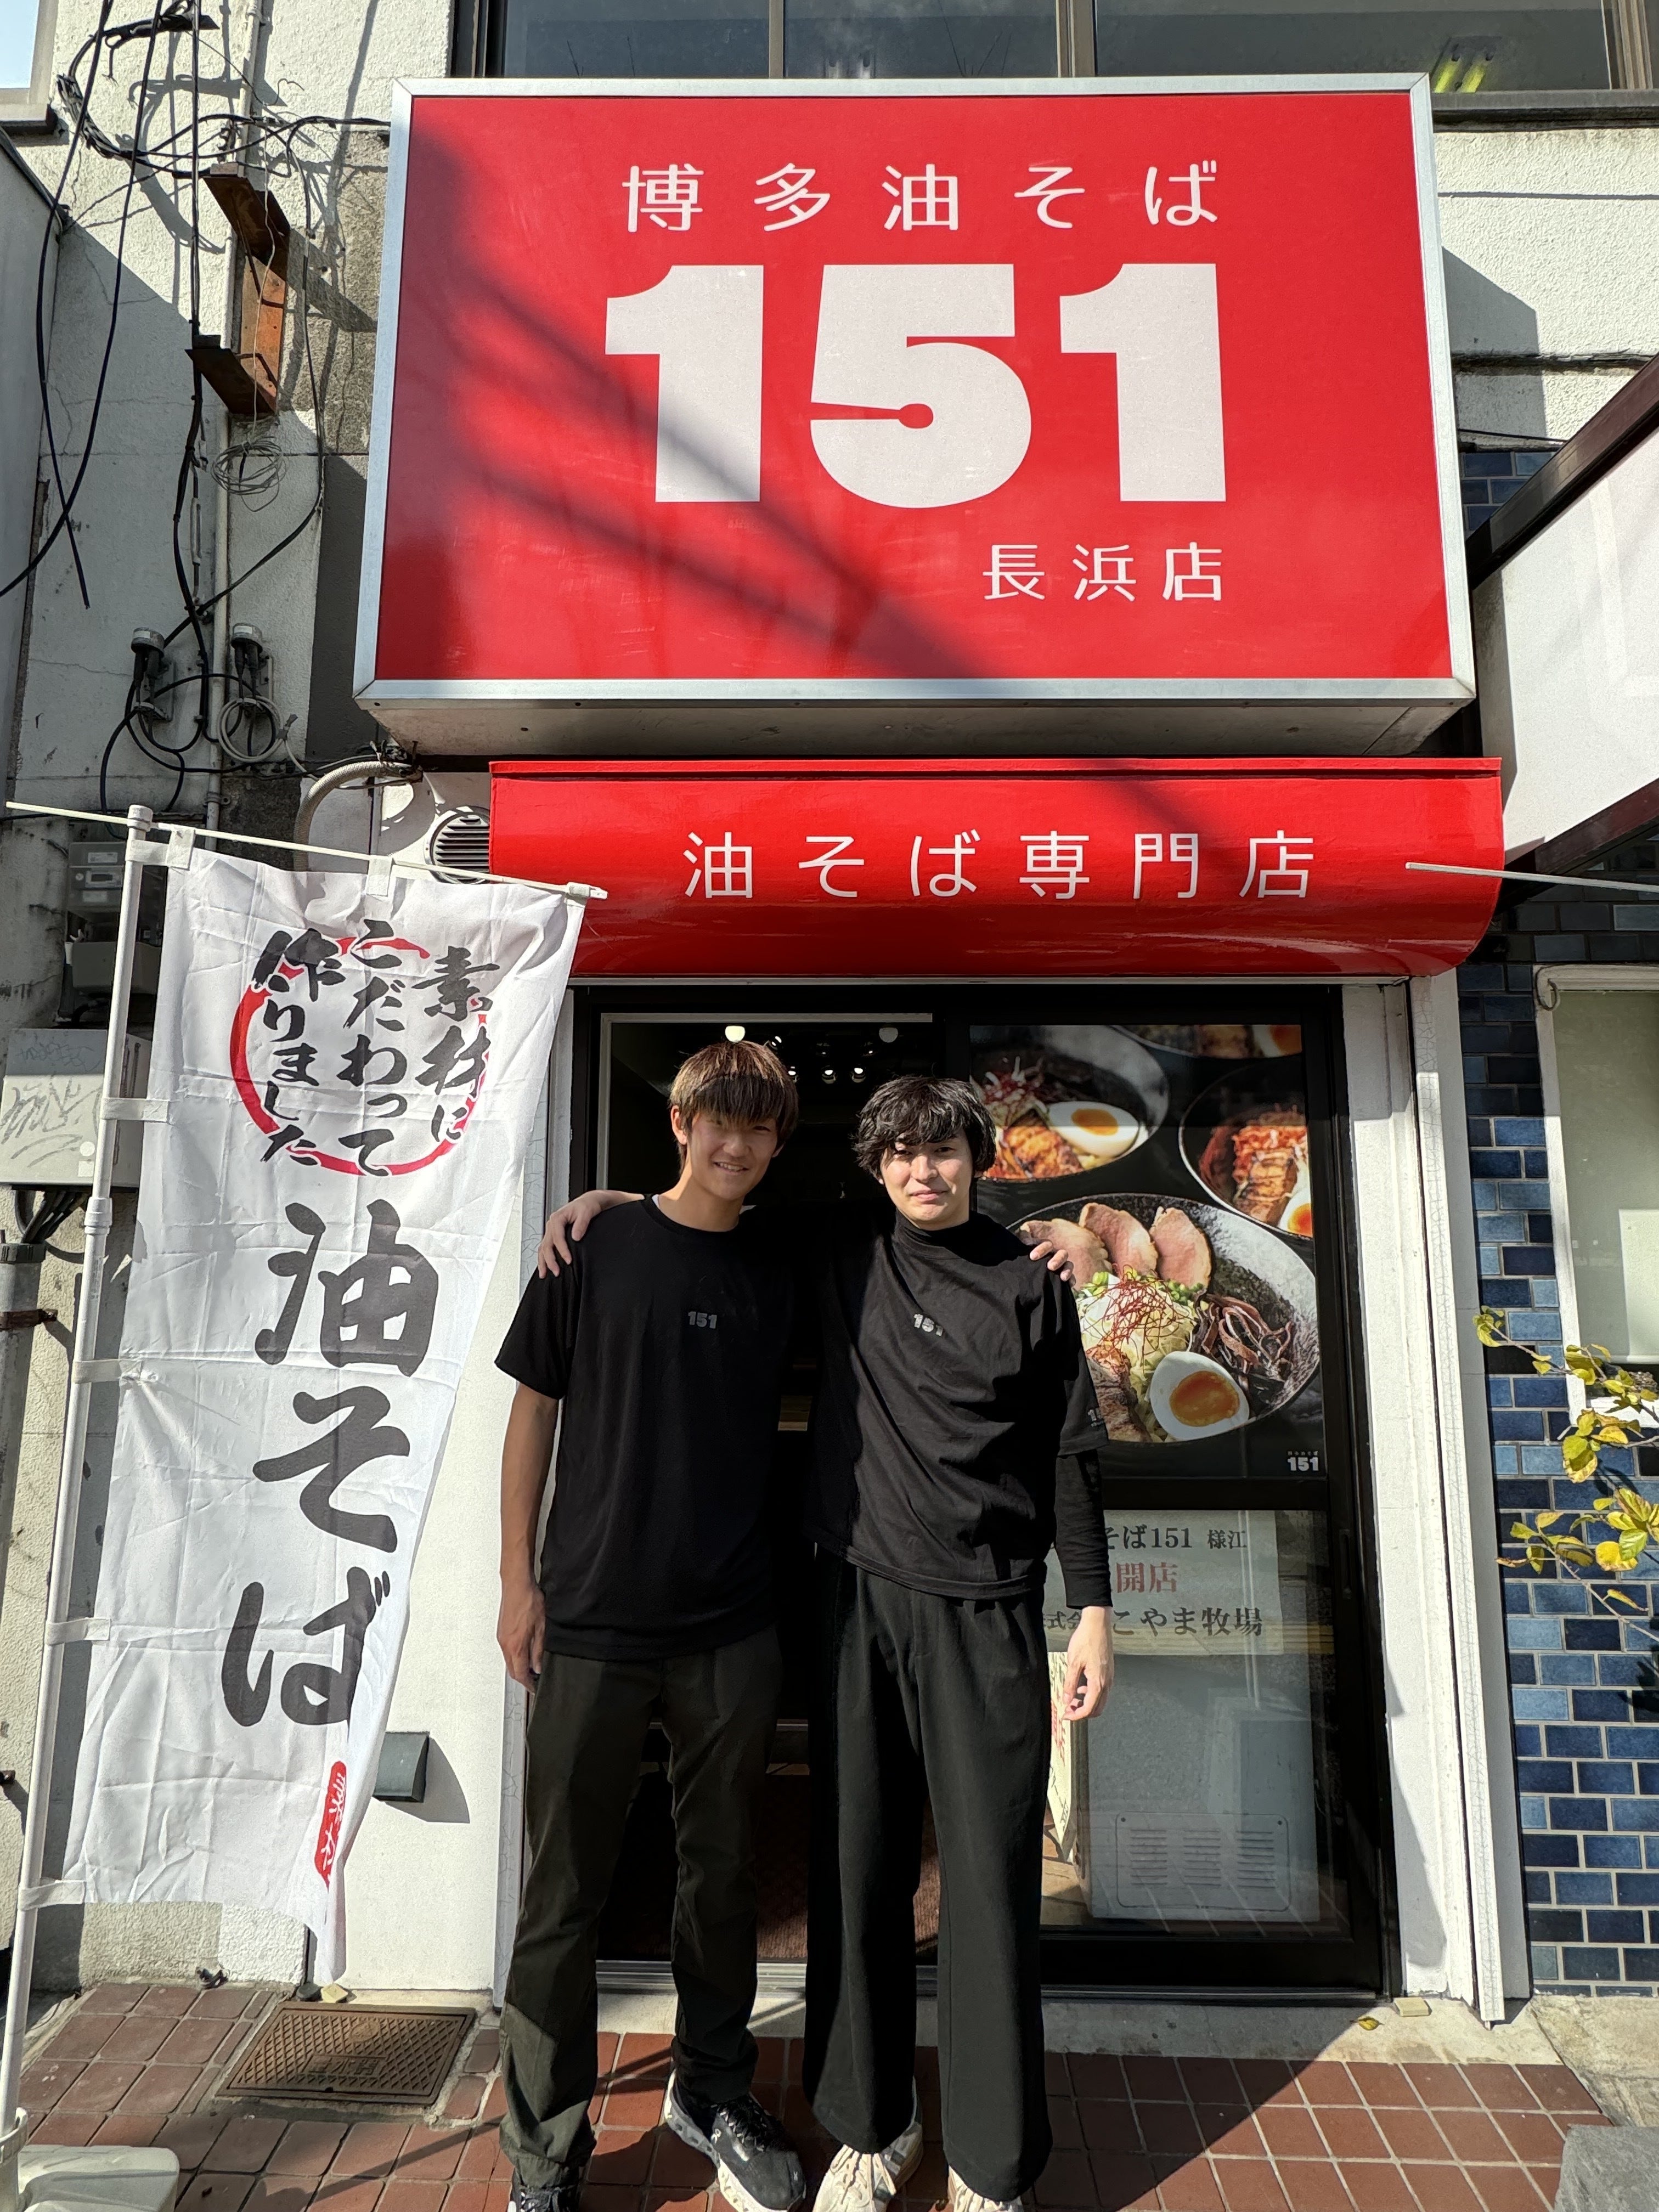 博多油そば
151
長浜店
油そば専門店
素材に
こだわって
作りました
油そば
151
151
151
そば151 様江
開店
こやま牧場